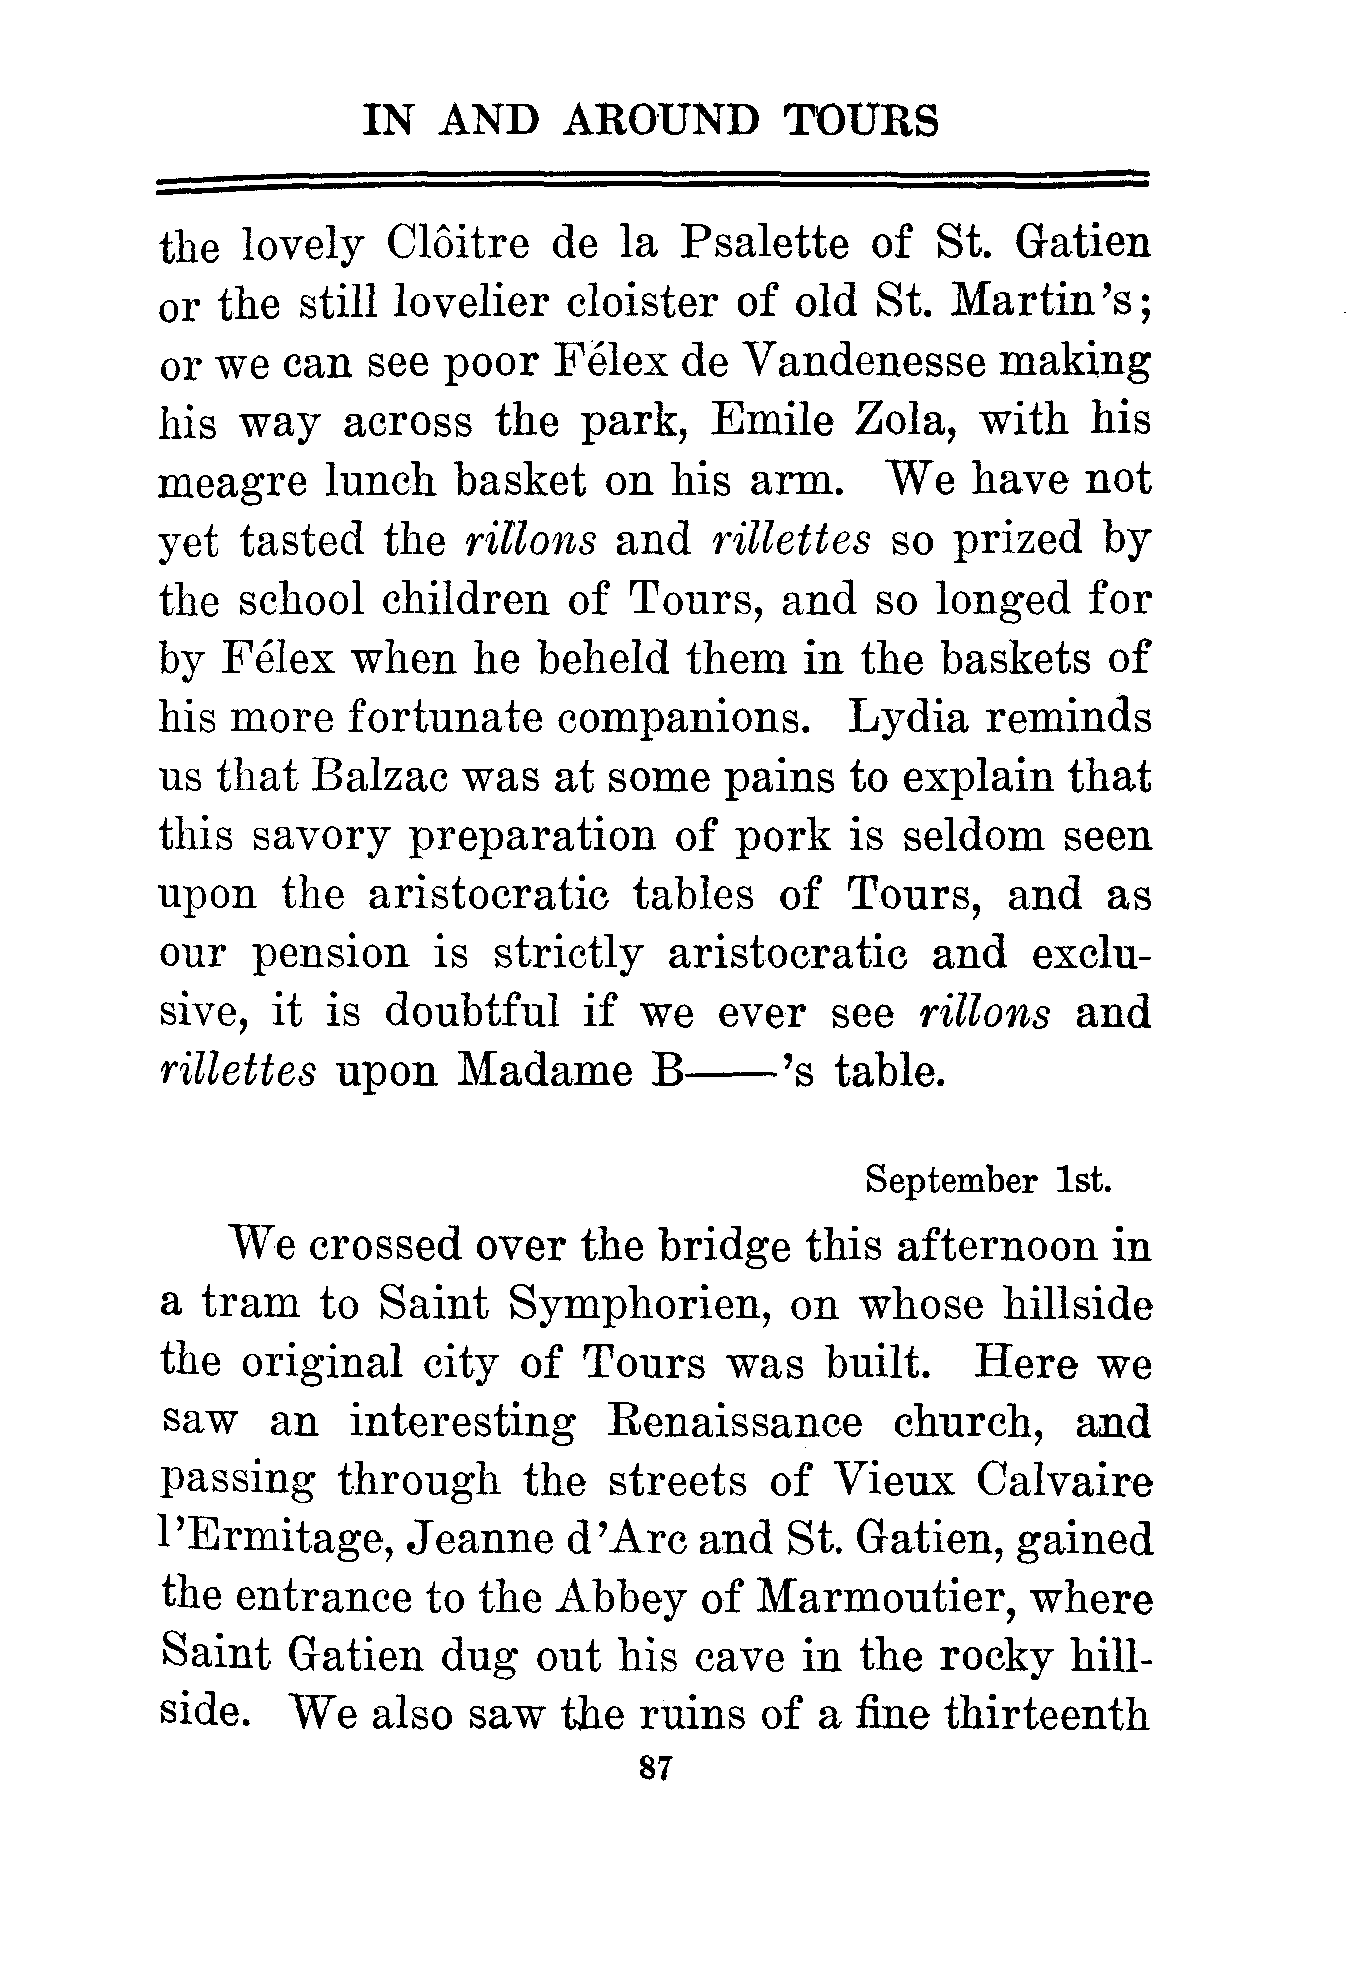 IN AND AROUND TOURS
the lovely Clôitre de la Psalette of St. Gatien
or the still lovelier cloister of old St. Martin's;
or we can see poor Félex de Vandenesse making
his way across the park, Emile Zola, with his
meagre lunch basket on his arm. We have not
yet tasted the rillons and rillettes so prized by
the school children of Tours, and so longed for
by Félex when he beheld them in the baskets of
his more fortunate companions. Lydia reminds
us that Balzac was at some pains to explain that
this savory preparation of pork is seldom seen
upon the aristocratic tables of Tours, and as
our pension is strictly aristocratic and exclu-
sive, it is doubtful if we ever see rillons and
rillettes upon Madame B——'s table.
September 1st.
We crossed over the bridge this afternoon in
a tram to Saint Symphorien, on whose hillside
the original city of Tours was built. Here we
saw an interesting Renaissance church, and
passing through the streets of Vieux Calvaire
l'Ermitage, Jeanne d'Arc and St. Gatien, gained
the entrance to the Abbey of Marmoutier, where
Saint Gatien dug out his cave in the rocky hill-
side. We also saw the ruins of a fine thirteenth
87